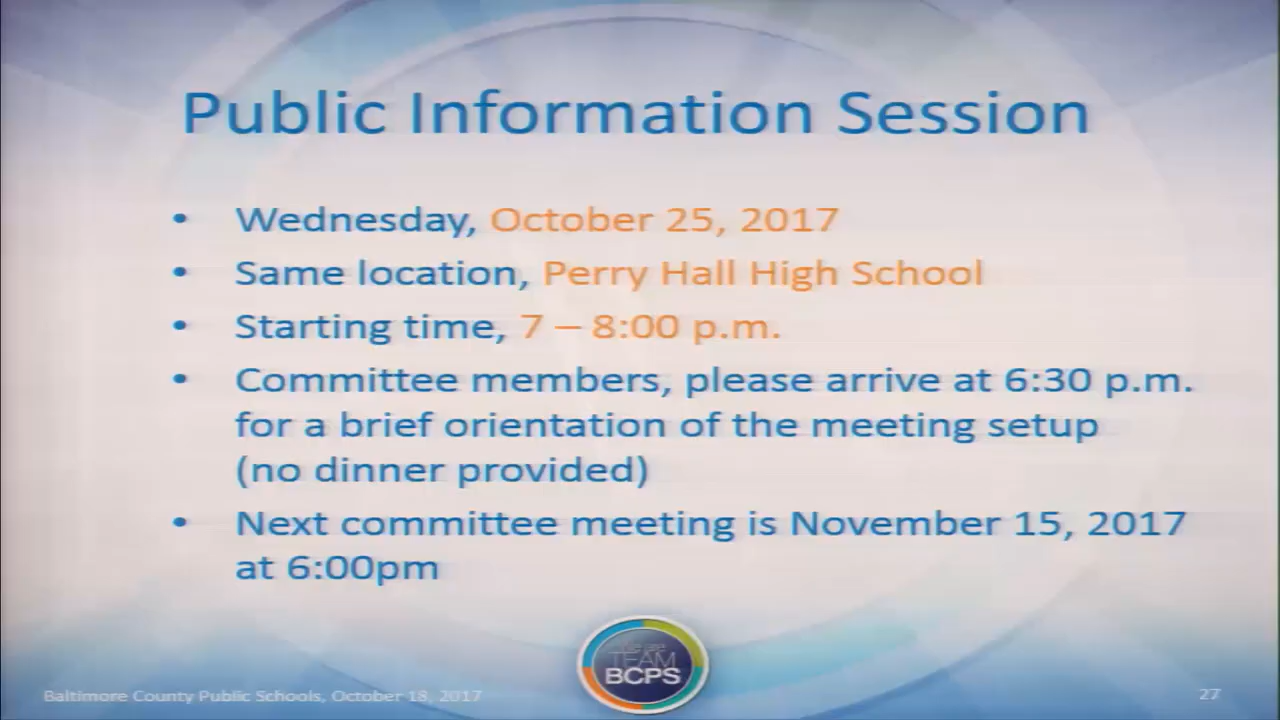 Public Information Session
• Wednesday, October 25, 2017
• Same location, Perry Hall High School
• Starting time, 7 – 8:00 p.m.
• Committee members, please arrive at 6:30 p.m.
for a brief orientation of the meeting setup
(no dinner provided)
• Next committee meeting is November 15, 2017
at 6:00pm
TEAM
BCPS
Baltimore County Public Schools, October 18, 2017
27